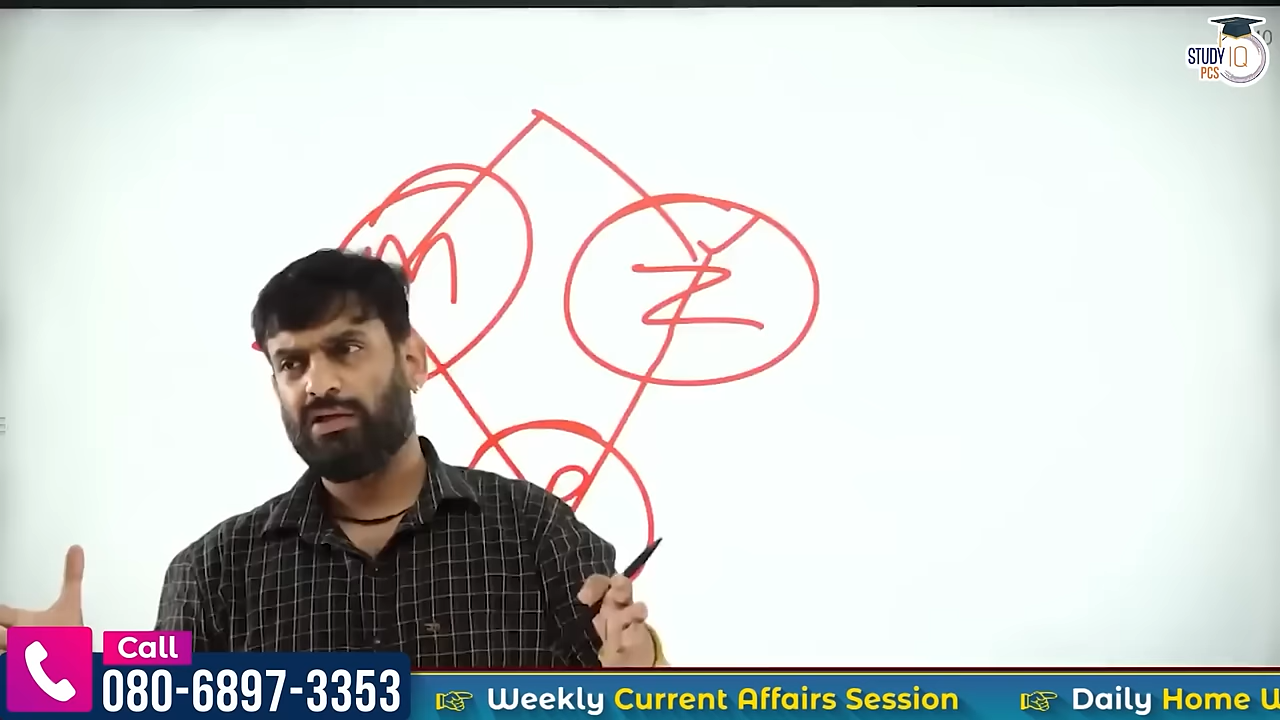 STUDY IQ
PCS
m
Z
Call
080-6897-3353
Weekly Current Affairs Session
Daily Home